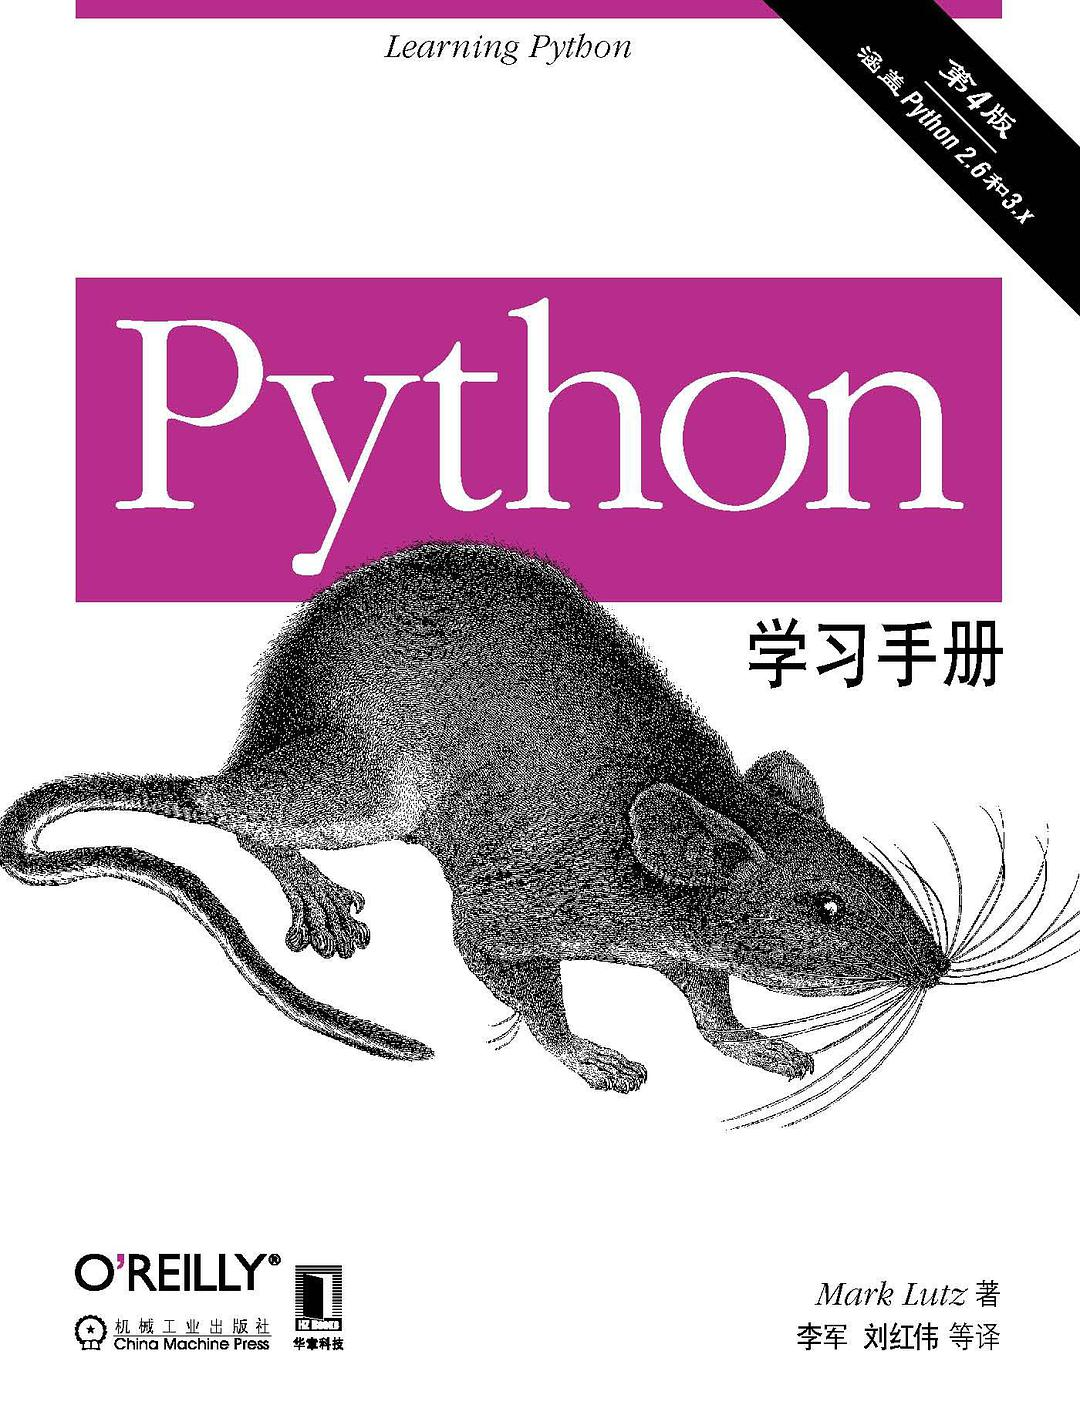 Learning Python
第4版
涵盖Python 2.6和3.x
Python
学习手册
O'REILLY®
机械工业出版社
China Machine Press
HZ BOOKS
华章科技
Mark Lutz 著
李军 刘红伟 等译